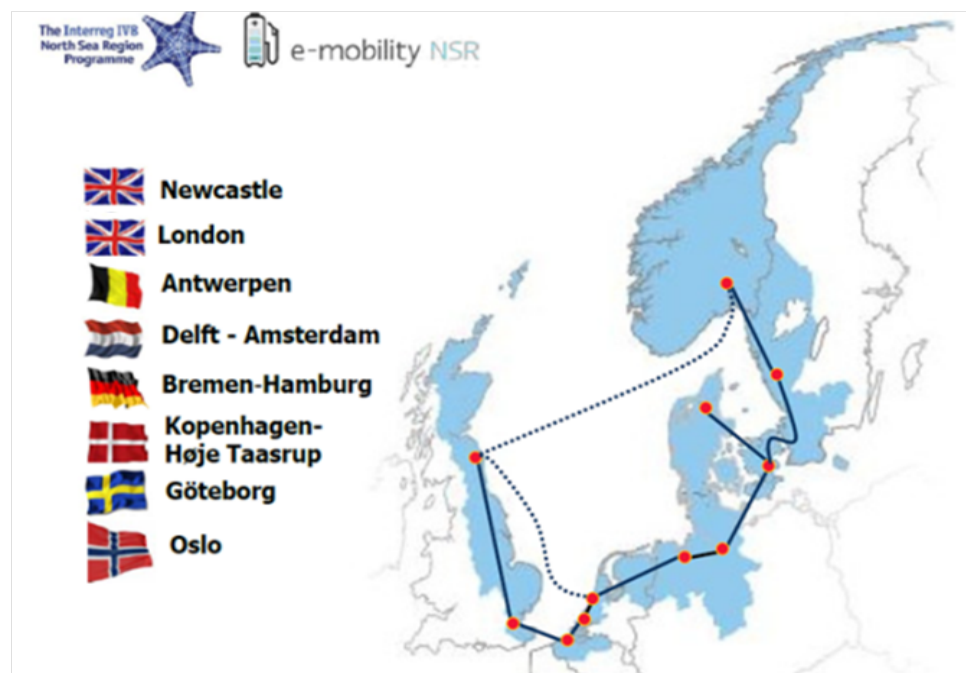 The Interreg IVB
North Sea Region
Programme
e-mobility NSR
Newcastle
London
Antwerpen
Delft - Amsterdam
Bremen-Hamburg
Kopenhagen-
Høje Taasrup
Göteborg
Oslo